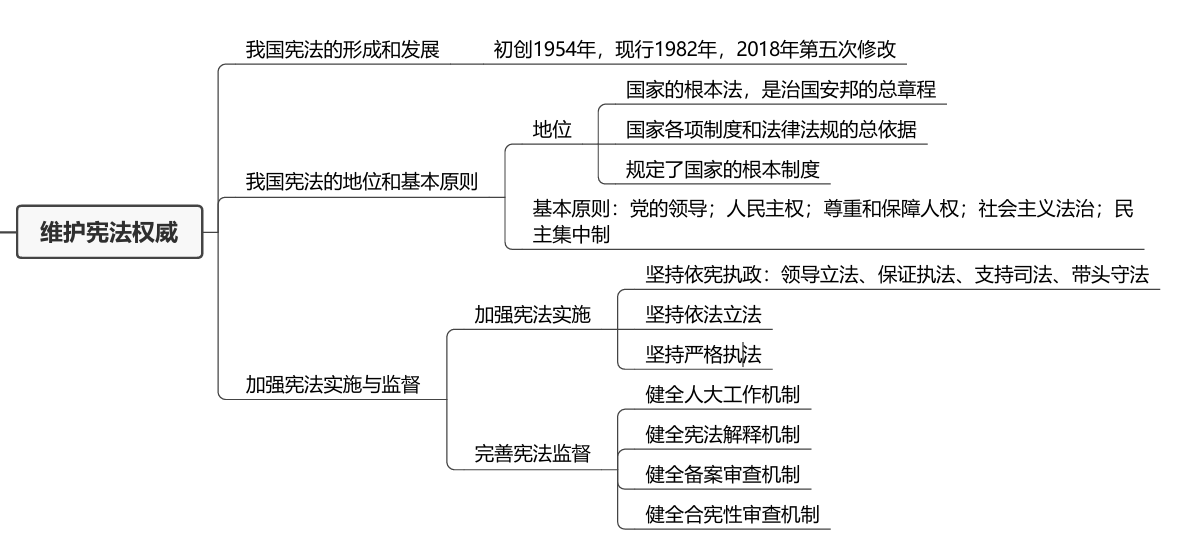 维护宪法权威
我国宪法的形成和发展
初创1954年，现行1982年，2018年第五次修改
我国宪法的地位和基本原则
地位
国家的根本法，是治国安邦的总章程
国家各项制度和法律法规的总依据
规定了国家的根本制度
基本原则：党的领导；人民主权；尊重和保障人权；社会主义法治；民
主集中制
加强宪法实施与监督
加强宪法实施
坚持依宪执政：领导立法、保证执法、支持司法、带头守法
坚持依法立法
坚持严格执法
完善宪法监督
健全人大工作机制
健全宪法解释机制
健全备案审查机制
健全合宪性审查机制